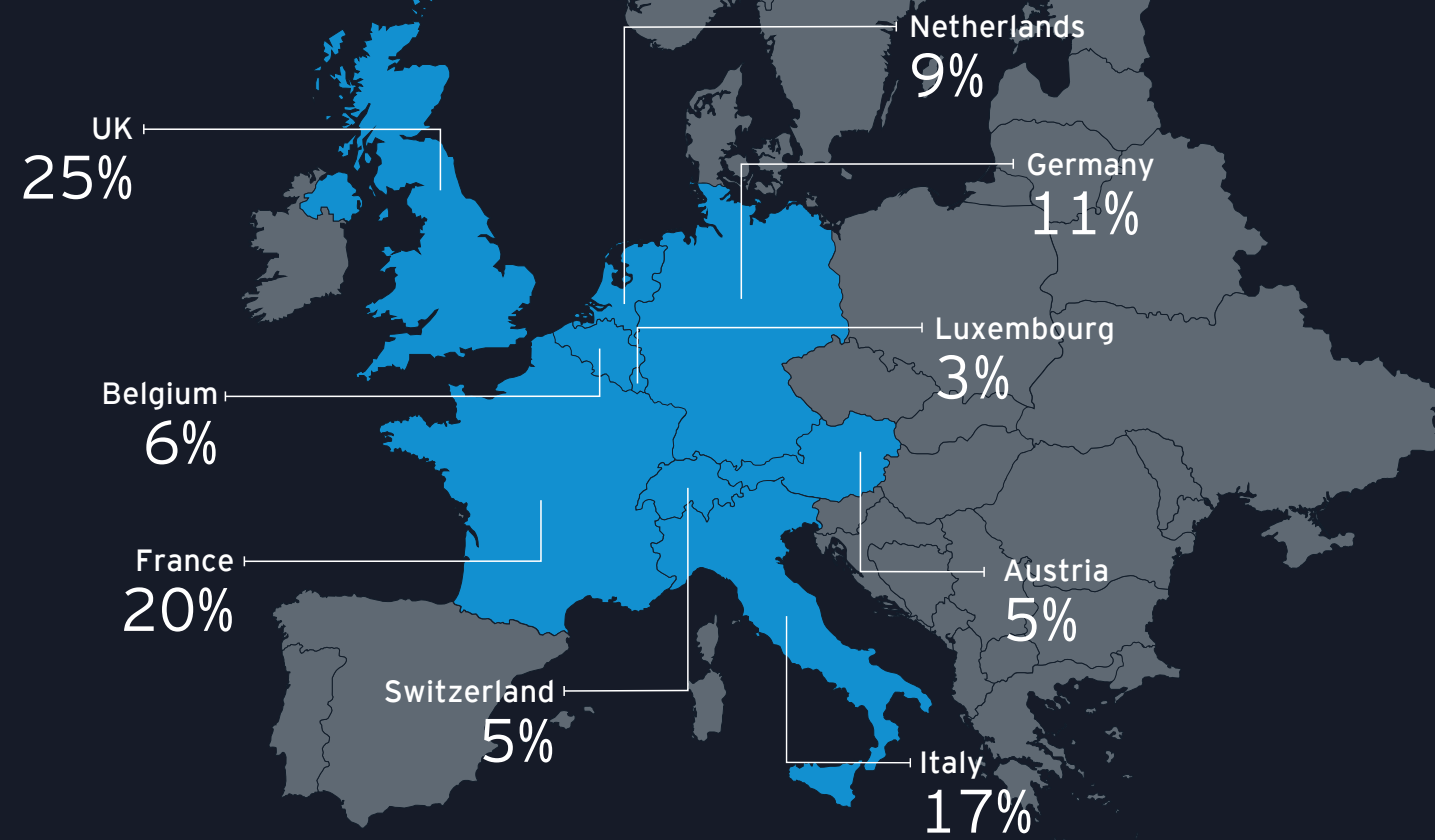 Netherlands
9%
UK
25%
Germany
11%
Luxembourg
3%
Belgium
6%
France
20%
Austria
5%
Switzerland
5%
Italy
17%